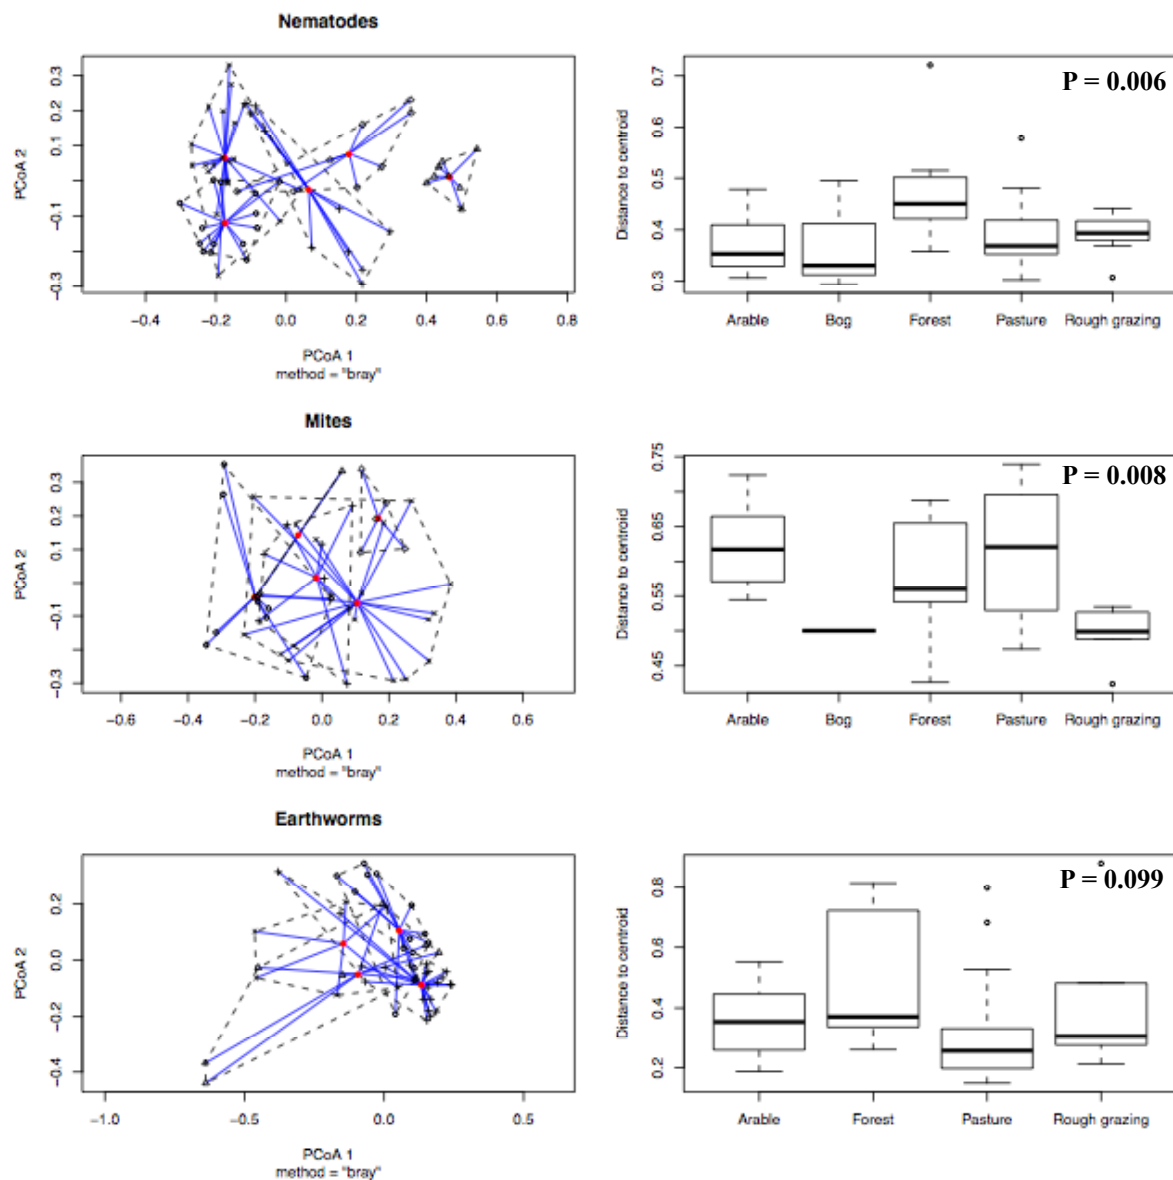 Nematodes
PCoA 2
0.3
0.1
−0.1
−0.3
−0.4
−0.2
0.0
0.2
0.4
0.6
0.8
PCoA 1
method = "bray"
P = 0.006
Distance to centroid
0.7
0.6
0.5
0.4
0.3
Arable
Bog
Forest
Pasture
Rough grazing
Mites
PCoA 2
0.3
0.1
−0.1
−0.3
−0.6
−0.4
−0.2
0.0
0.2
0.4
0.6
PCoA 1
method = "bray"
P = 0.008
Distance to centroid
0.75
0.65
0.55
0.45
Arable
Bog
Forest
Pasture
Rough grazing
Earthworms
PCoA 2
0.2
0.0
−0.2
−0.4
−1.0
−0.5
0.0
0.5
PCoA 1
method = "bray"
P = 0.099
Distance to centroid
0.8
0.6
0.4
0.2
Arable
Forest
Pasture
Rough grazing